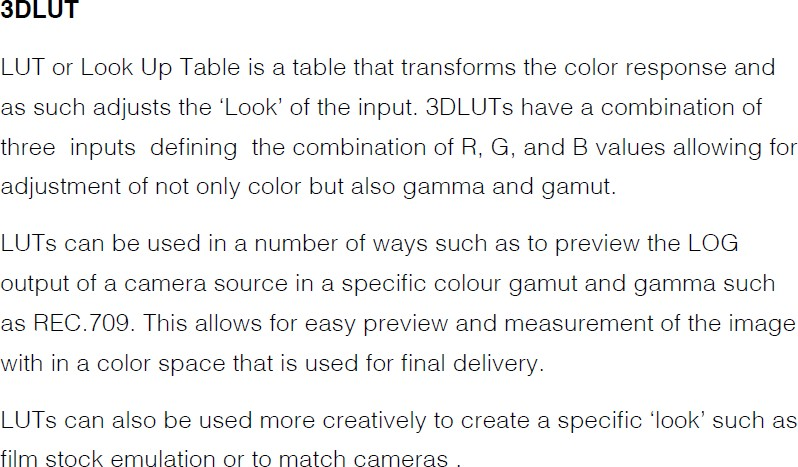 3DLUT
LUT or Look Up Table is a table that transforms the color response and
as such adjusts the ‘Look’ of the input. 3DLUTs have a combination of
three inputs defining the combination of R, G, and B values allowing for
adjustment of not only color but also gamma and gamut.
LUTs can be used in a number of ways such as to preview the LOG
output of a camera source in a specific colour gamut and gamma such
as REC.709. This allows for easy preview and measurement of the image
with in a color space that is used for final delivery.
LUTs can also be used more creatively to create a specific ‘look’ such as
film stock emulation or to match cameras .